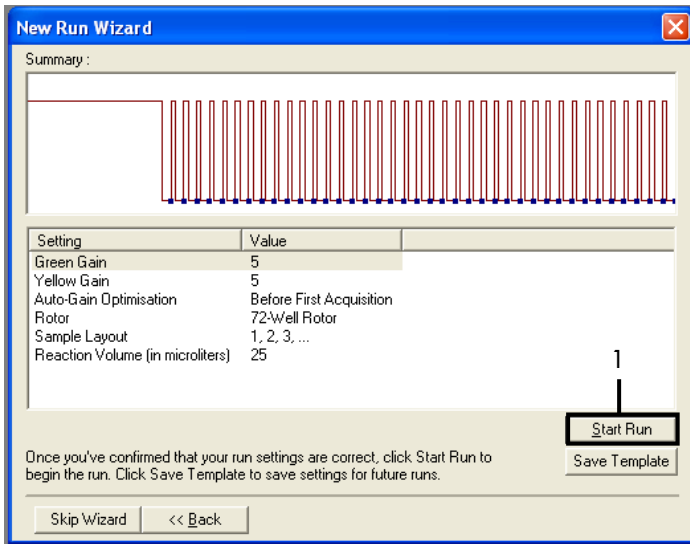 New Run Wizard
Summary :
Setting Value
Green Gain 5
Yellow Gain 5
Auto-Gain Optimisation Before First Acquisition
Rotor 72-Well Rotor
Sample Layout 1, 2, 3, ...
Reaction Volume (in microliters) 25
1
Start Run
Once you've confirmed that your run settings are correct, click Start Run to
begin the run. Click Save Template to save settings for future runs.
Save Template
Skip Wizard << Back